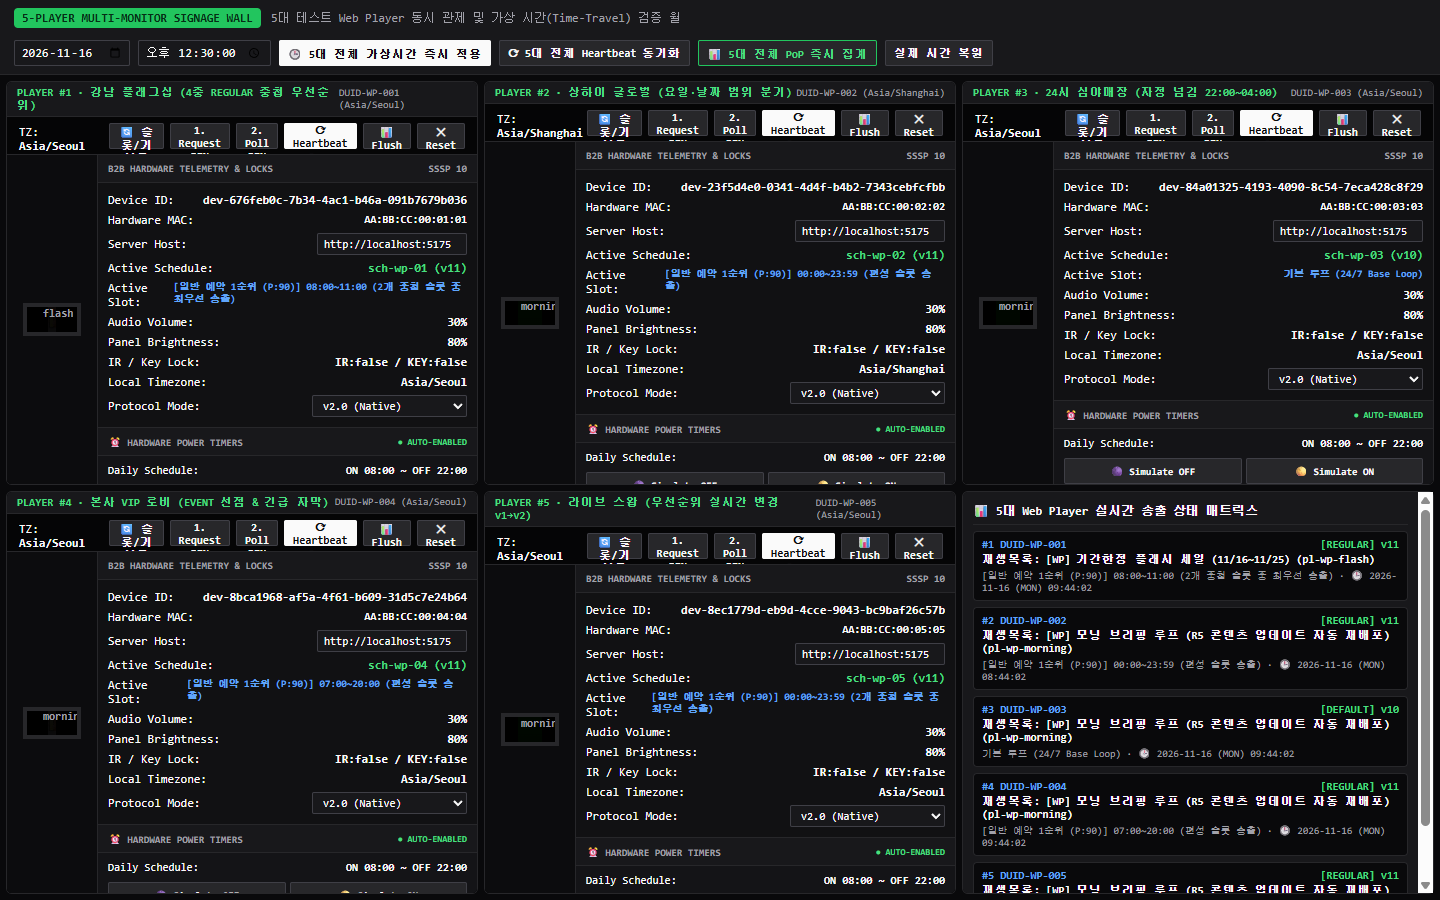 5-PLAYER MULTI-MONITOR SIGNAGE WALL 5대 테스트 Web Player 동시 관제 및 가상 시간(Time-Travel) 검증 월
2026-11-16 오후 12:30:00 5대 전체 가상시간 즉시 적용 5대 전체 Heartbeat 동기화 5대 전체 PoP 즉시 집계 실제 시간 복원
PLAYER #1 · 강남 플래그십 (4중 REGULAR 중첩 우선순위) DUID-WP-001 (Asia/Seoul)
TZ: Asia/Seoul 슬롯/기 1. Request 2. Poll Heartbeat Flush Reset
B2B HARDWARE TELEMETRY & LOCKS SSSP 10
Device ID: dev-676feb0c-7b34-4ac1-b46a-091b7679b036
Hardware MAC: AA:BB:CC:00:01:01
Server Host: http://localhost:5175
Active Schedule: sch-wp-01 (v11)
Active Slot: [일반 예약 1순위 (P:90)] 08:00~11:00 (2개 중첩 슬롯 중 최우선 송출)
flash
Audio Volume: 30%
Panel Brightness: 80%
IR / Key Lock: IR:false / KEY:false
Local Timezone: Asia/Seoul
Protocol Mode: v2.0 (Native)
HARDWARE POWER TIMERS ● AUTO-ENABLED
Daily Schedule: ON 08:00 ~ OFF 22:00
PLAYER #2 · 상하이 글로벌 (요일·날짜 범위 분기) DUID-WP-002 (Asia/Shanghai)
TZ: Asia/Shanghai 슬롯/기 1. Request 2. Poll Heartbeat Flush Reset
B2B HARDWARE TELEMETRY & LOCKS SSSP 10
Device ID: dev-23f5d4e0-0341-4d4f-b4b2-7343cebfcfbb
Hardware MAC: AA:BB:CC:00:02:02
Server Host: http://localhost:5175
Active Schedule: sch-wp-02 (v11)
Active Slot: [일반 예약 1순위 (P:90)] 00:00~23:59 (편성 슬롯 송출)
mornin
Audio Volume: 30%
Panel Brightness: 80%
IR / Key Lock: IR:false / KEY:false
Local Timezone: Asia/Shanghai
Protocol Mode: v2.0 (Native)
HARDWARE POWER TIMERS ● AUTO-ENABLED
Daily Schedule: ON 08:00 ~ OFF 22:00
PLAYER #3 · 24시 심야매장 (자정 넘김 22:00~04:00) DUID-WP-003 (Asia/Seoul)
TZ: Asia/Seoul 슬롯/기 1. Request 2. Poll Heartbeat Flush Reset
B2B HARDWARE TELEMETRY & LOCKS SSSP 10
Device ID: dev-84a01325-4193-4090-8c54-7eca428c8f29
Hardware MAC: AA:BB:CC:00:03:03
Server Host: http://localhost:5175
Active Schedule: sch-wp-03 (v10)
Active Slot: 기본 루프 (24/7 Base Loop)
mornin
Audio Volume: 30%
Panel Brightness: 80%
IR / Key Lock: IR:false / KEY:false
Local Timezone: Asia/Seoul
Protocol Mode: v2.0 (Native)
HARDWARE POWER TIMERS ● AUTO-ENABLED
Daily Schedule: ON 08:00 ~ OFF 22:00
Simulate OFF Simulate ON
PLAYER #4 · 본사 VIP 로비 (EVENT 선점 & 긴급 자막) DUID-WP-004 (Asia/Seoul)
TZ: Asia/Seoul 슬롯/기 1. Request 2. Poll Heartbeat Flush Reset
B2B HARDWARE TELEMETRY & LOCKS SSSP 10
Device ID: dev-8bca1968-af5a-4f61-b609-31d5c7e24b64
Hardware MAC: AA:BB:CC:00:04:04
Server Host: http://localhost:5175
Active Schedule: sch-wp-04 (v11)
Active Slot: [일반 예약 1순위 (P:90)] 07:00~20:00 (편성 슬롯 송출)
mornin
Audio Volume: 30%
Panel Brightness: 80%
IR / Key Lock: IR:false / KEY:false
Local Timezone: Asia/Seoul
Protocol Mode: v2.0 (Native)
HARDWARE POWER TIMERS ● AUTO-ENABLED
Daily Schedule: ON 08:00 ~ OFF 22:00
PLAYER #5 · 라이브 스왑 (우선순위 실시간 변경 v1→v2) DUID-WP-005 (Asia/Seoul)
TZ: Asia/Seoul 슬롯/기 1. Request 2. Poll Heartbeat Flush Reset
B2B HARDWARE TELEMETRY & LOCKS SSSP 10
Device ID: dev-8ec1779d-eb9d-4cce-9043-bc9baf26c57b
Hardware MAC: AA:BB:CC:00:05:05
Server Host: http://localhost:5175
Active Schedule: sch-wp-05 (v11)
Active Slot: [일반 예약 1순위 (P:90)] 00:00~23:59 (2개 중첩 슬롯 중 최우선 송출)
mornin
Audio Volume: 30%
Panel Brightness: 80%
IR / Key Lock: IR:false / KEY:false
Local Timezone: Asia/Seoul
Protocol Mode: v2.0 (Native)
HARDWARE POWER TIMERS ● AUTO-ENABLED
Daily Schedule: ON 08:00 ~ OFF 22:00
5대 Web Player 실시간 송출 상태 매트릭스
#1 DUID-WP-001 [REGULAR] v11
재생목록: [WP] 기간한정 플래시 세일 (11/16~11/25) (pl-wp-flash)
[일반 예약 1순위 (P:90)] 08:00~11:00 (2개 중첩 슬롯 중 최우선 송출) · 2026-
11-16 (MON) 09:44:02
#2 DUID-WP-002 [REGULAR] v11
재생목록: [WP] 모닝 브리핑 루프 (R5 콘텐츠 업데이트 자동 재배포)
(pl-wp-morning)
[일반 예약 1순위 (P:90)] 00:00~23:59 (편성 슬롯 송출) · 2026-11-16 (MON)
08:44:02
#3 DUID-WP-003 [DEFAULT] v10
재생목록: [WP] 모닝 브리핑 루프 (R5 콘텐츠 업데이트 자동 재배포)
(pl-wp-morning)
기본 루프 (24/7 Base Loop) · 2026-11-16 (MON) 09:44:02
#4 DUID-WP-004 [REGULAR] v11
재생목록: [WP] 모닝 브리핑 루프 (R5 콘텐츠 업데이트 자동 재배포)
(pl-wp-morning)
[일반 예약 1순위 (P:90)] 07:00~20:00 (편성 슬롯 송출) · 2026-11-16 (MON)
09:44:02
#5 DUID-WP-005 [REGULAR] v11
재생목록: [WP] 모닝 브리핑 루프 (R5 콘텐츠 업데이트 자동 재배포)